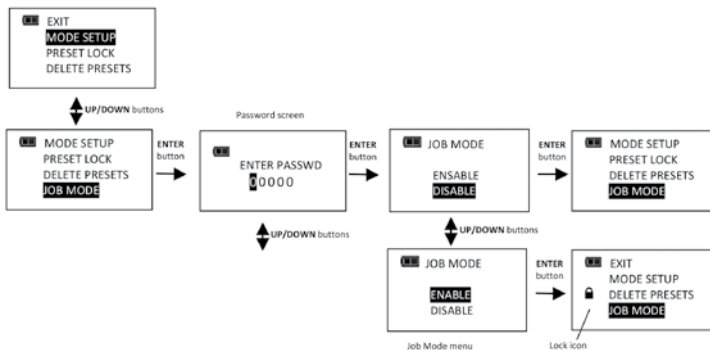 EXIT
MODE SETUP
PRESET LOCK
DELETE PRESETS
UP/DOWN buttons
Password screen
MODE SETUP
PRESET LOCK
DELETE PRESETS
JOB MODE
ENTER
button
ENTER PASSWD
00000
ENTER
button
JOB MODE
ENSABLE
DISABLE
ENTER
button
MODE SETUP
PRESET LOCK
DELETE PRESETS
JOB MODE
UP/DOWN buttons
UP/DOWN buttons
JOB MODE
ENABLE
DISABLE
ENTER
button
EXIT
MODE SETUP
DELETE PRESETS
JOB MODE
Job Mode menu
Lock icon